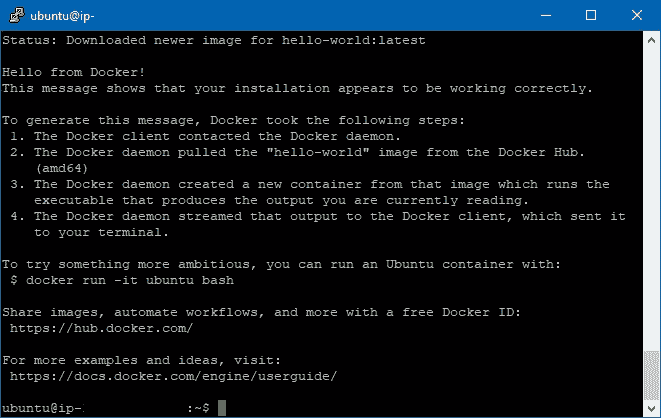 ubuntu@ip-
Status: Downloaded newer image for hello-world:latest
Hello from Docker!
This message shows that your installation appears to be working correctly.
To generate this message, Docker took the following steps:
1. The Docker client contacted the Docker daemon.
2. The Docker daemon pulled the "hello-world" image from the Docker Hub.
(amd64)
3. The Docker daemon created a new container from that image which runs the
executable that produces the output you are currently reading.
4. The Docker daemon streamed that output to the Docker client, which sent it
to your terminal.
To try something more ambitious, you can run an Ubuntu container with:
$ docker run -it ubuntu bash
Share images, automate workflows, and more with a free Docker ID:
https://hub.docker.com/
For more examples and ideas, visit:
https://docs.docker.com/engine/userguide/
ubuntu@ip- :~$